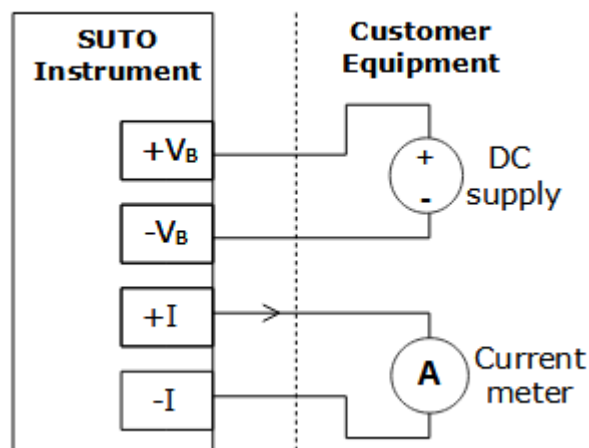 SUTO
Instrument
Customer
Equipment
+VB
-VB
+I
-I
+
-
DC
supply
A
Current
meter